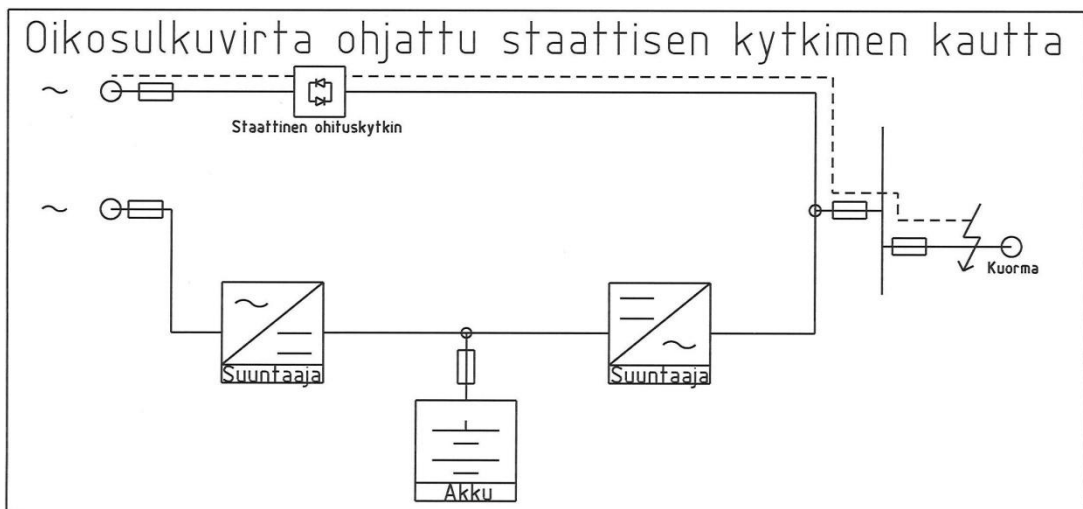 Oikosulkuvirta ohjattu staattisen kytkimen kautta
Staattinen ohituskytkin
Kuorma
Suuntaaja
Suuntaaja
Akku